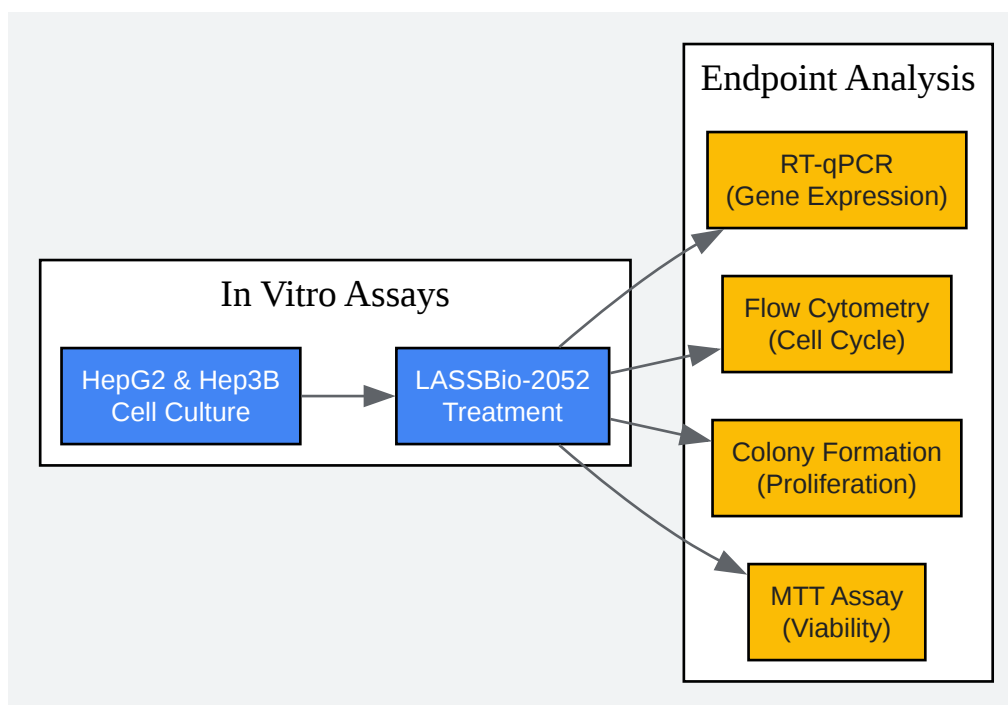 Endpoint Analysis
RT-qPCR
(Gene Expression)
In Vitro Assays
Flow Cytometry
(Cell Cycle)
HepG2 & Hep3B
Cell Culture
LASSBio-2052
Treatment
Colony Formation
(Proliferation)
MTT Assay
(Viability)